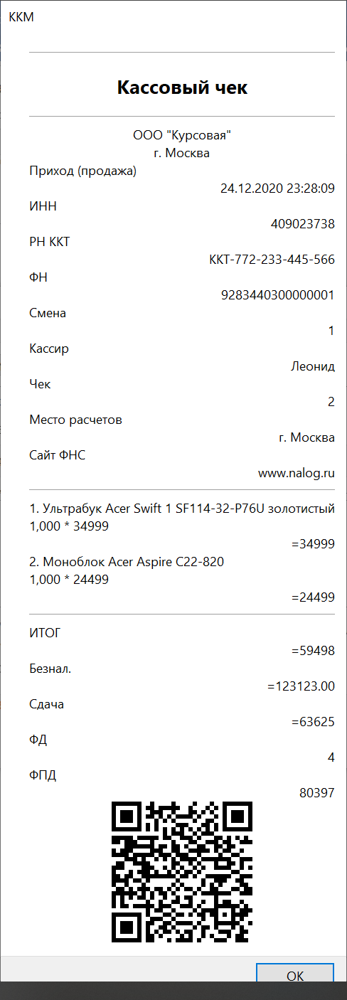 ККМ
Кассовый чек
ООО "Курсовая"
г. Москва
Приход (продажа)
24.12.2020 23:28:09
ИНН
409023738
РН ККТ
ККТ-772-233-445-566
ФН
9283440300000001
Смена
1
Кассир
Леонид
Чек
2
Место расчетов
г. Москва
Сайт ФНС
www.nalog.ru
1. Ультрабук Acer Swift 1 SF114-32-P76U золотистый
1,000 * 34999
=34999
2. Моноблок Acer Aspire C22-820
1,000 * 24499
=24499
ИТОГ
=59498
Безнал.
=123123.00
Сдача
=63625
ФД
4
ФПД
80397
ОК